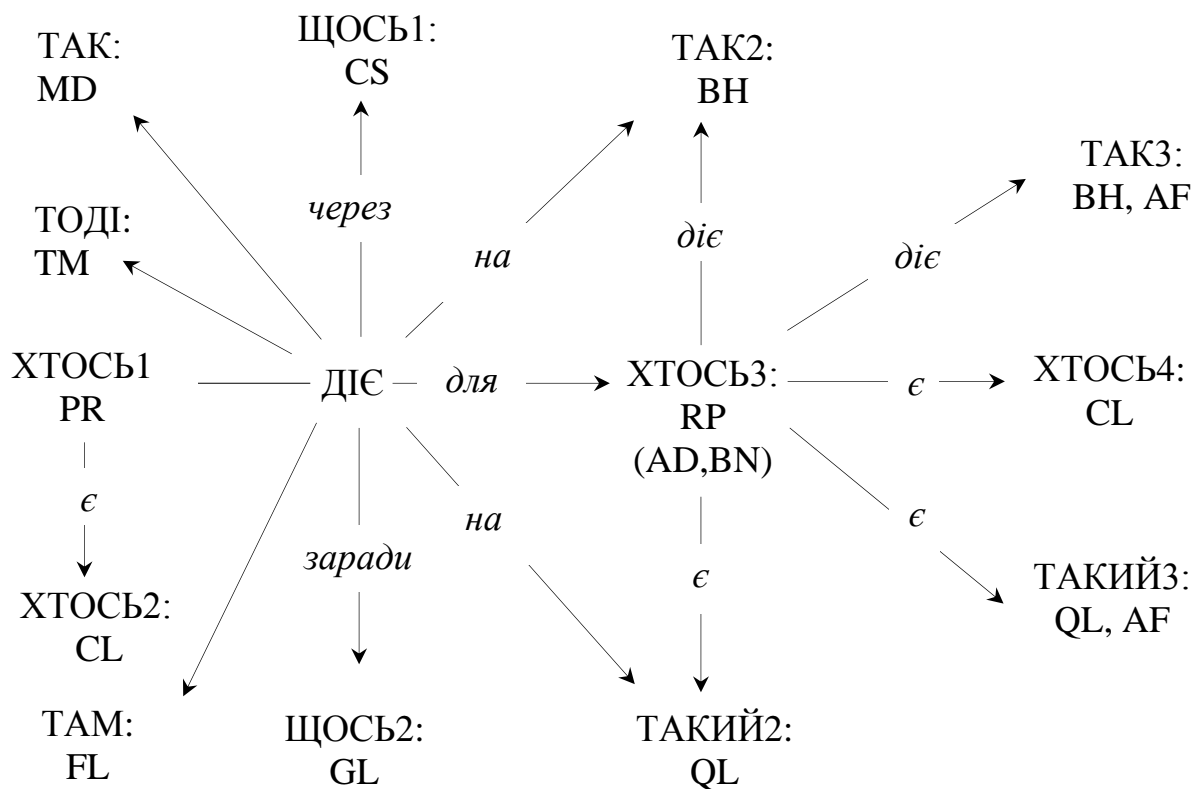 ТАК:
MD
ЩОСЬ1:
CS
ТАК2:
BH
ТАК3:
BH, AF
ТОДІ:
TM
через
на
діє
діє
ХТОСЬ1
PR
ДІЄ
для
ХТОСЬ3:
RP
(AD,BN)
є
ХТОСЬ4:
CL
є
заради
на
є
є
ХТОСЬ2:
CL
ТАКИЙ3:
QL, AF
ТАМ:
FL
ЩОСЬ2:
GL
ТАКИЙ2:
QL